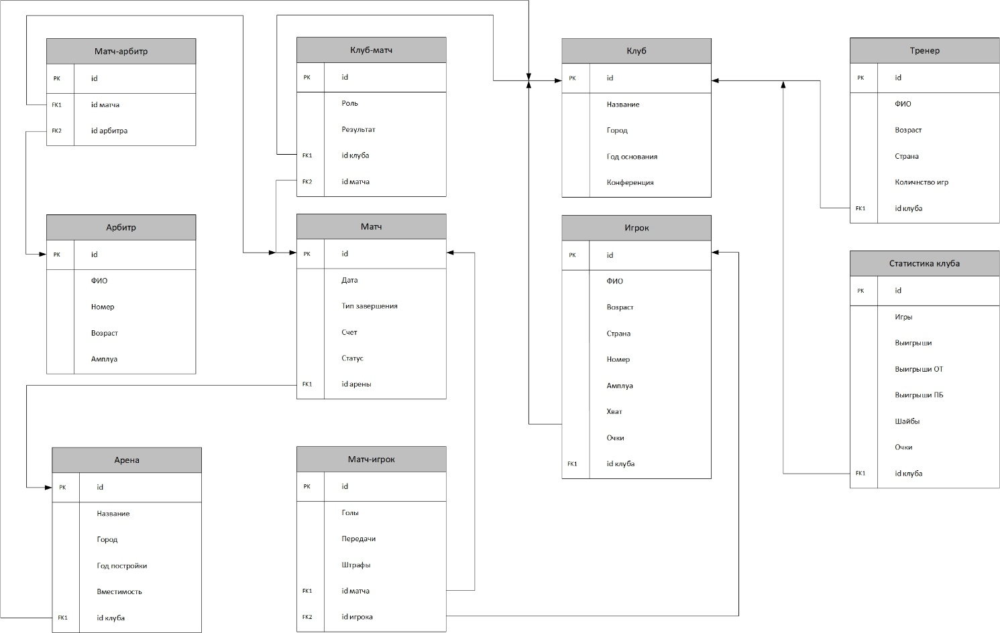 Матч-арбитр
PK id
FK1 id матча
FK2 id арбитра
Клуб-матч
PK id
Роль
Результат
FK1 id клуба
FK2 id матча
Клуб
PK id
Название
Город
Год основания
Конференция
Тренер
PK id
ФИО
Возраст
Страна
Количнство игр
FK1 id клуба
Арбитр
PK id
ФИО
Номер
Возраст
Амплуа
Матч
PK id
Дата
Тип завершения
Счет
Статус
FK1 id арены
Игрок
PK id
ФИО
Возраст
Страна
Номер
Амплуа
Хват
Очки
FK1 id клуба
Статистика клуба
PK id
Игры
Выигрыши
Выигрыши ОТ
Выигрыши ПБ
Шайбы
Очки
FK1 id клуба
Арена
PK id
Название
Город
Год постройки
Вместимость
FK1 id клуба
Матч-игрок
PK id
Голы
Передачи
Штрафы
FK1 id матча
FK2 id игрока